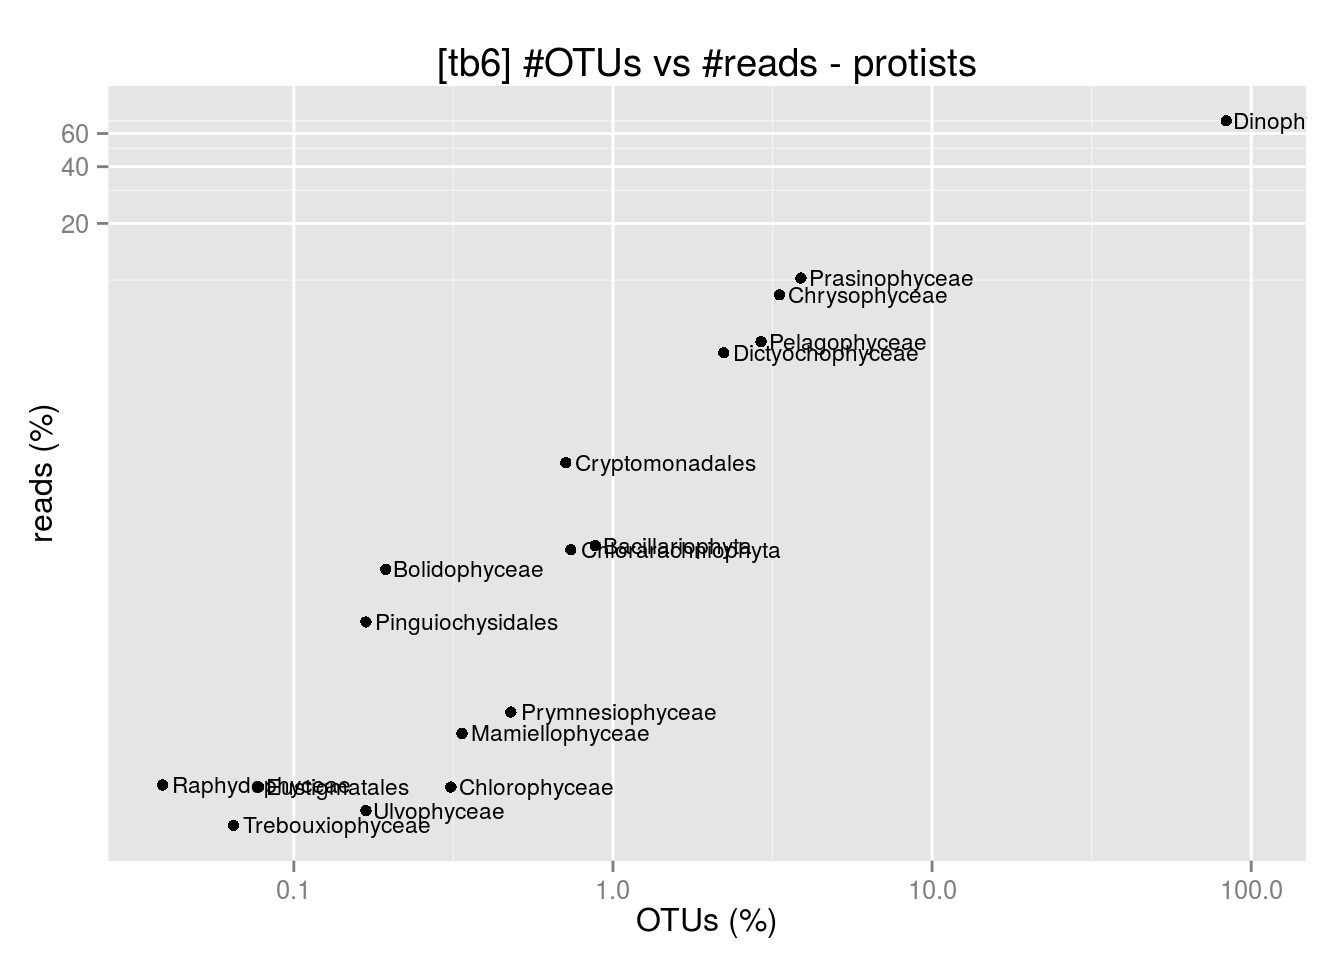 [tb6] #OTUs vs #reads - protists
60
40
20
reads (%)
Dinoph
Prasinophyceae
Chrysophyceae
Pelagophyceae
Dictyochophyceae
Cryptomonadales
Bacillariophyta
Chlorarachniophyta
Bolidophyceae
Pinguiochysidales
Prymnesiophyceae
Mamiellophyceae
Raphydophyceae
Eustigmatales
Chlorophyceae
Ulvophyceae
Trebouxiophyceae
0.1
1.0
10.0
100.0
OTUs (%)